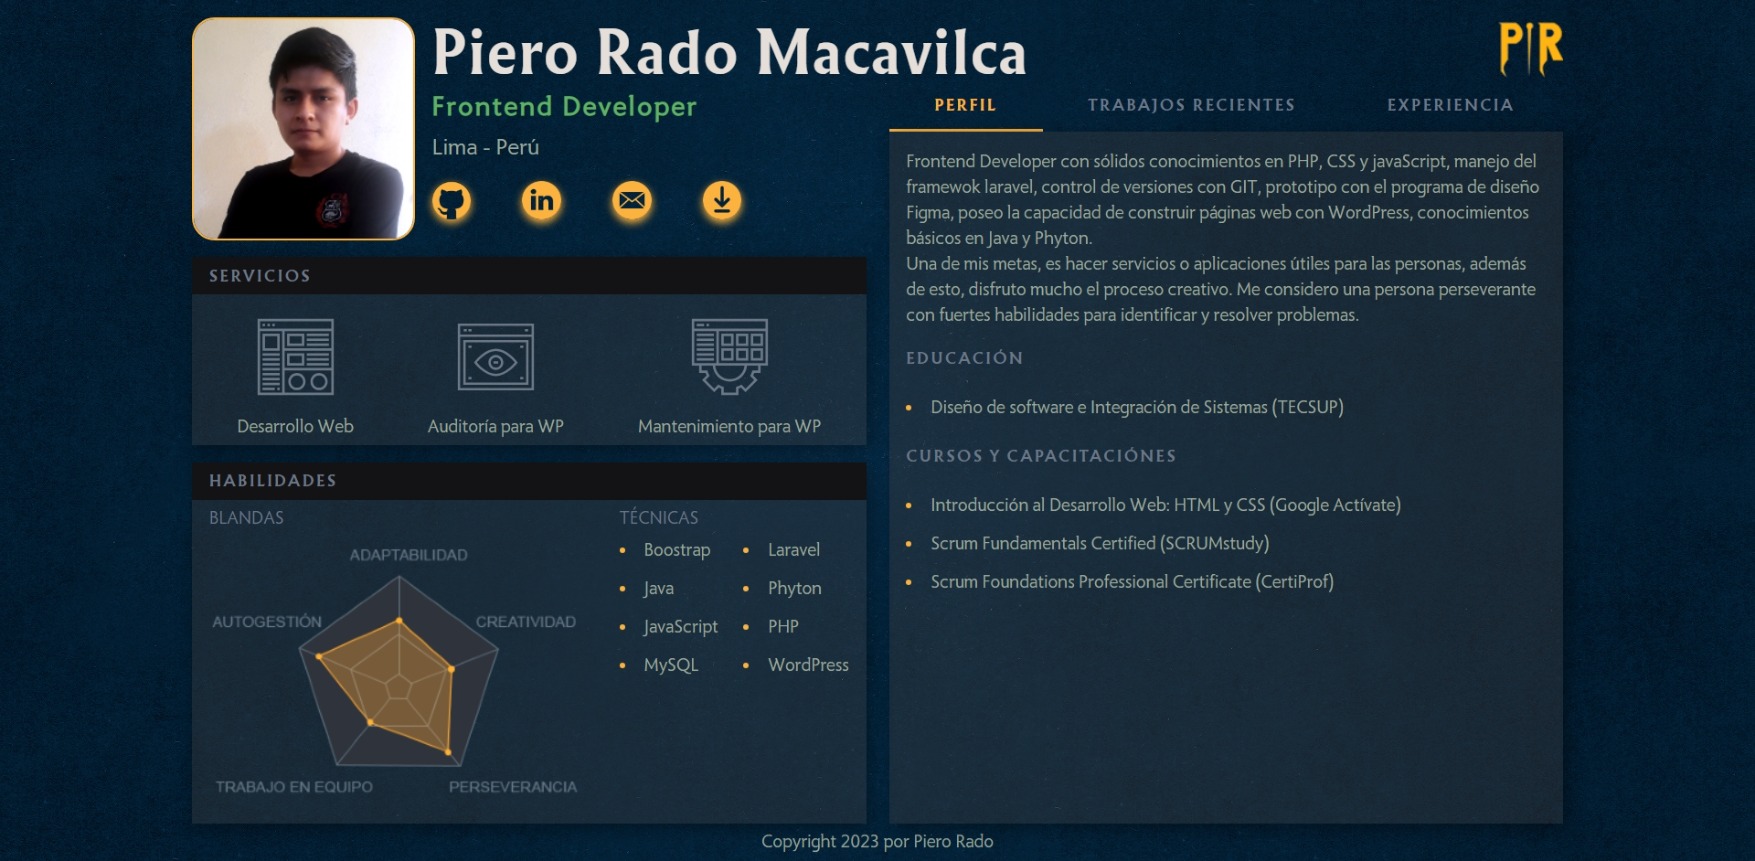 Piero Rado Macavilca
Frontend Developer
Lima - Perú
in
PIR
PERFIL
TRABAJOS RECIENTES
EXPERIENCIA
SERVICIOS
Desarrollo Web
Auditoría para WP
Mantenimiento para WP
HABILIDADES
BLANDAS
ADAPTABILIDAD
AUTOGESTIÓN
CREATIVIDAD
TRABAJO EN EQUIPO
PERSEVERANCIA
TÉCNICAS
Boostrap
Laravel
Java
Phyton
JavaScript
PHP
MySQL
WordPress
Frontend Developer con sólidos conocimientos en PHP, CSS y javaScript, manejo del
framewok laravel, control de versiones con GIT, prototipo con el programa de diseño
Figma, poseo la capacidad de construir páginas web con WordPress, conocimientos
básicos en Java y Phyton.
Una de mis metas, es hacer servicios o aplicaciones útiles para las personas, además
de esto, disfruto mucho el proceso creativo. Me considero una persona perseverante
con fuertes habilidades para identificar y resolver problemas.
EDUCACIÓN
Diseño de software e Integración de Sistemas (TECSUP)
CURSOS Y CAPACITACIÓNES
Introducción al Desarrollo Web: HTML y CSS (Google Actívate)
Scrum Fundamentals Certified (SCRUMstudy)
Scrum Foundations Professional Certificate (CertiProf)
Copyright 2023 por Piero Rado